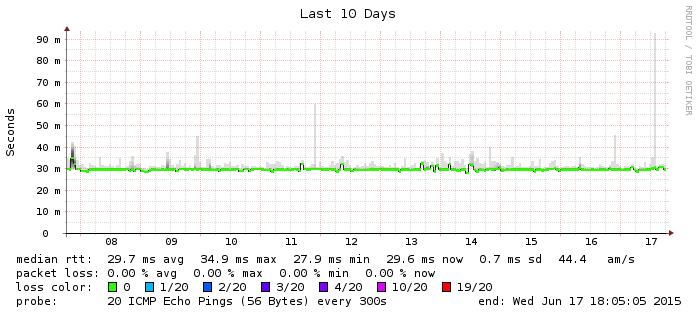 Last 10 Days
RRDTOOL / TOBI OETIKER
Seconds
90 m
80 m
70 m
60 m
50 m
40 m
30 m
20 m
10 m
0
08 09 10 11 12 13 14 15 16 17
median rtt: 29.7 ms avg 34.9 ms max 27.9 ms min 29.6 ms now 0.7 ms sd 44.4 am/s
packet loss: 0.00 % avg 0.00 % max 0.00 % min 0.00 % now
loss color: 0 1/20 2/20 3/20 4/20 10/20 19/20
probe: 20 ICMP Echo Pings (56 Bytes) every 300s end: Wed Jun 17 18:05:05 2015